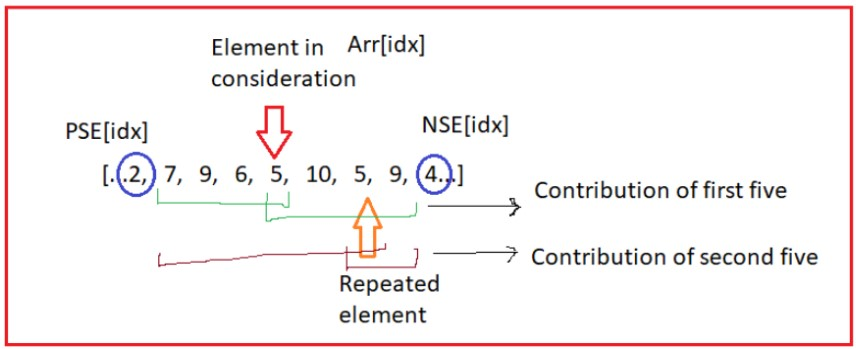 Element in Arr[idx]
consideration
PSE[idx] NSE[idx]
[...2, 7, 9, 6, 5, 10, 5, 9, 4...]
Contribution of first five
Contribution of second five
Repeated
element